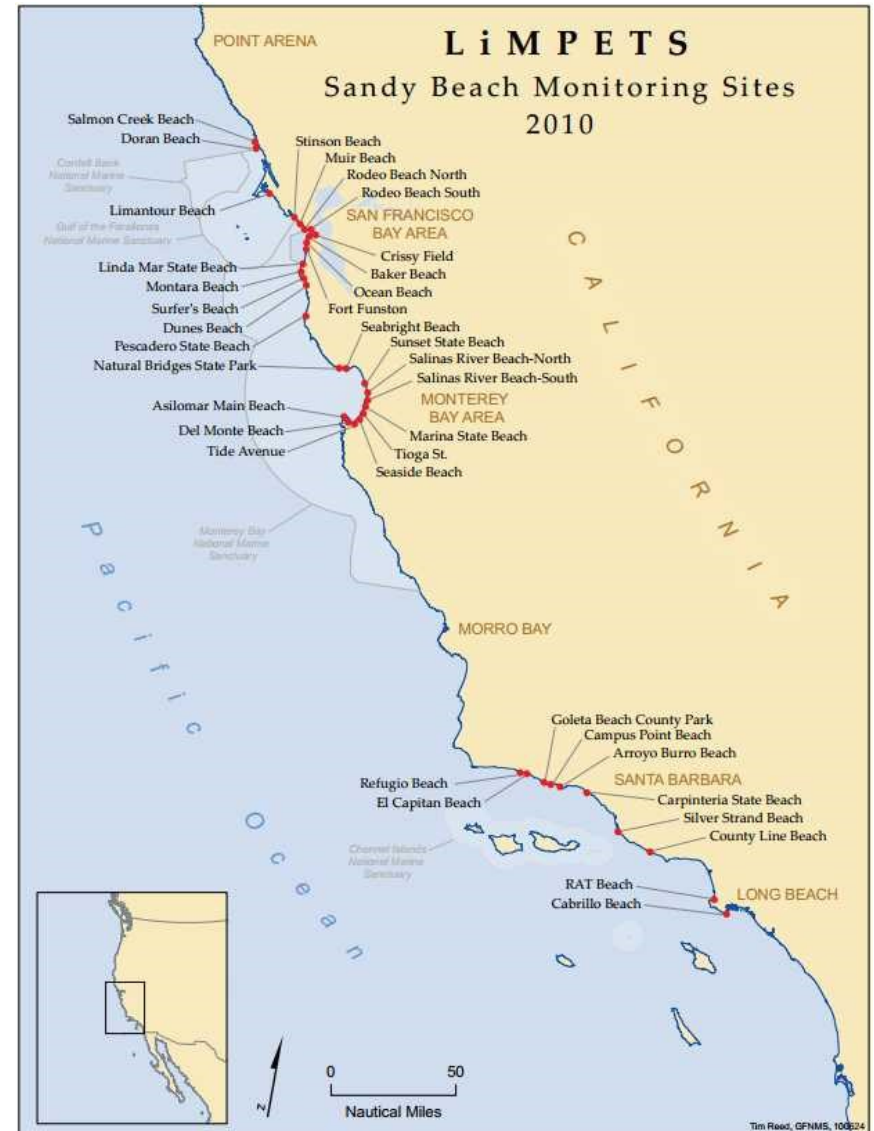 LiMPETS
Sandy Beach Monitoring Sites
2010
POINT ARENA
Salmon Creek Beach
Doran Beach
Cordell Bank
National Marine
Sanctuary
Limantour Beach
Gulf of the Farallones
National Marine Sanctuary
Stinson Beach
Muir Beach
Rodeo Beach North
Rodeo Beach South
SAN FRANCISCO
BAY AREA
Crissy Field
Baker Beach
Ocean Beach
Fort Funston
Linda Mar State Beach
Montara Beach
Surfer's Beach
Dunes Beach
Pescadero State Beach
Natural Bridges State Park
Seabright Beach
Sunset State Beach
Salinas River Beach-North
Salinas River Beach-South
MONTEREY
BAY AREA
Asilomar Main Beach
Del Monte Beach
Tide Avenue
Marina State Beach
Tioga St.
Seaside Beach
Monterey Bay
National Marine
Sanctuary
CALIFORNIA
Pacific Ocean
MORRO BAY
Goleta Beach County Park
Campus Point Beach
Arroyo Burro Beach
SANTA BARBARA
Refugio Beach
El Capitan Beach
Carpinteria State Beach
Silver Strand Beach
County Line Beach
Channel Islands
National Marine
Sanctuary
RAT Beach
Cabrillo Beach
LONG BEACH
N
0 50
Nautical Miles
Tim Reed, GFNMS, 100624